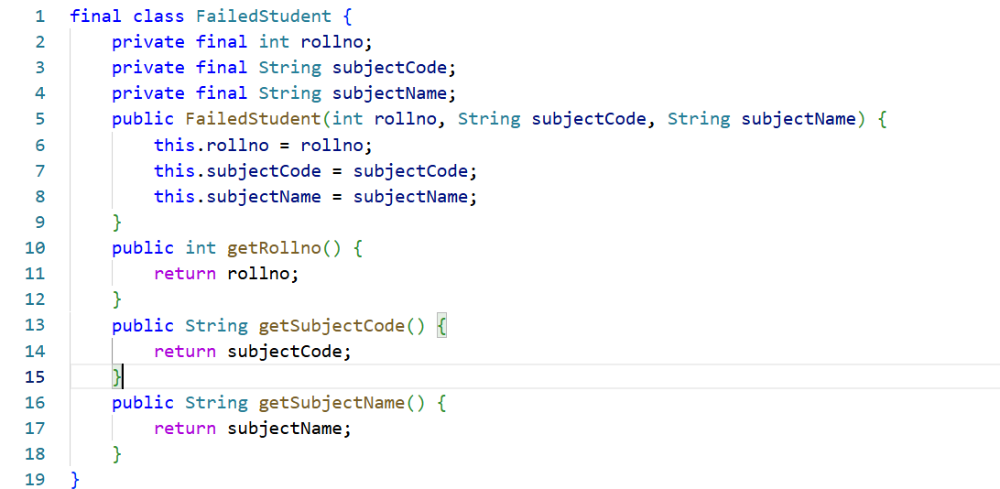 1 final class FailedStudent {
2 private final int rollno;
3 private final String subjectCode;
4 private final String subjectName;
5 public FailedStudent(int rollno, String subjectCode, String subjectName) {
6 this.rollno = rollno;
7 this.subjectCode = subjectCode;
8 this.subjectName = subjectName;
9 }
10 public int getRollno() {
11 return rollno;
12 }
13 public String getSubjectCode() {
14 return subjectCode;
15 }
16 public String getSubjectName() {
17 return subjectName;
18 }
19 }